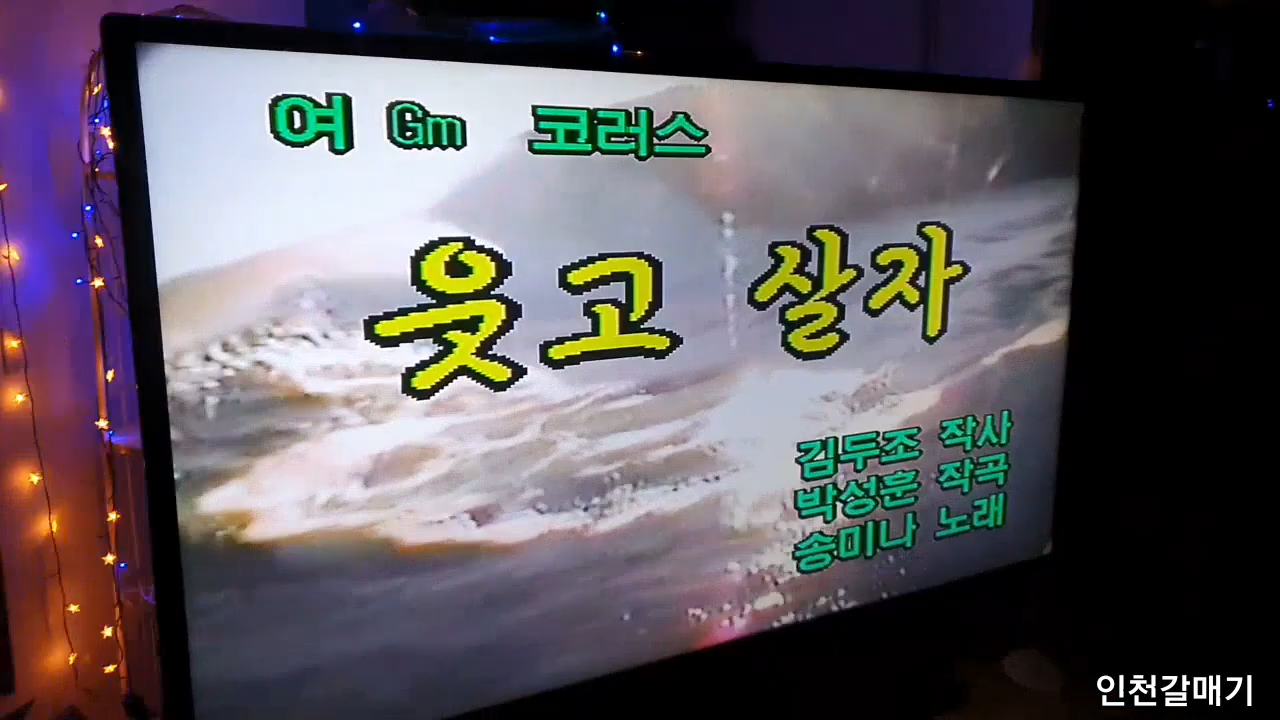 여 Gm 코러스
웃고 살자
김두조 작사
박성훈 작곡
송미나 노래
인천갈매기